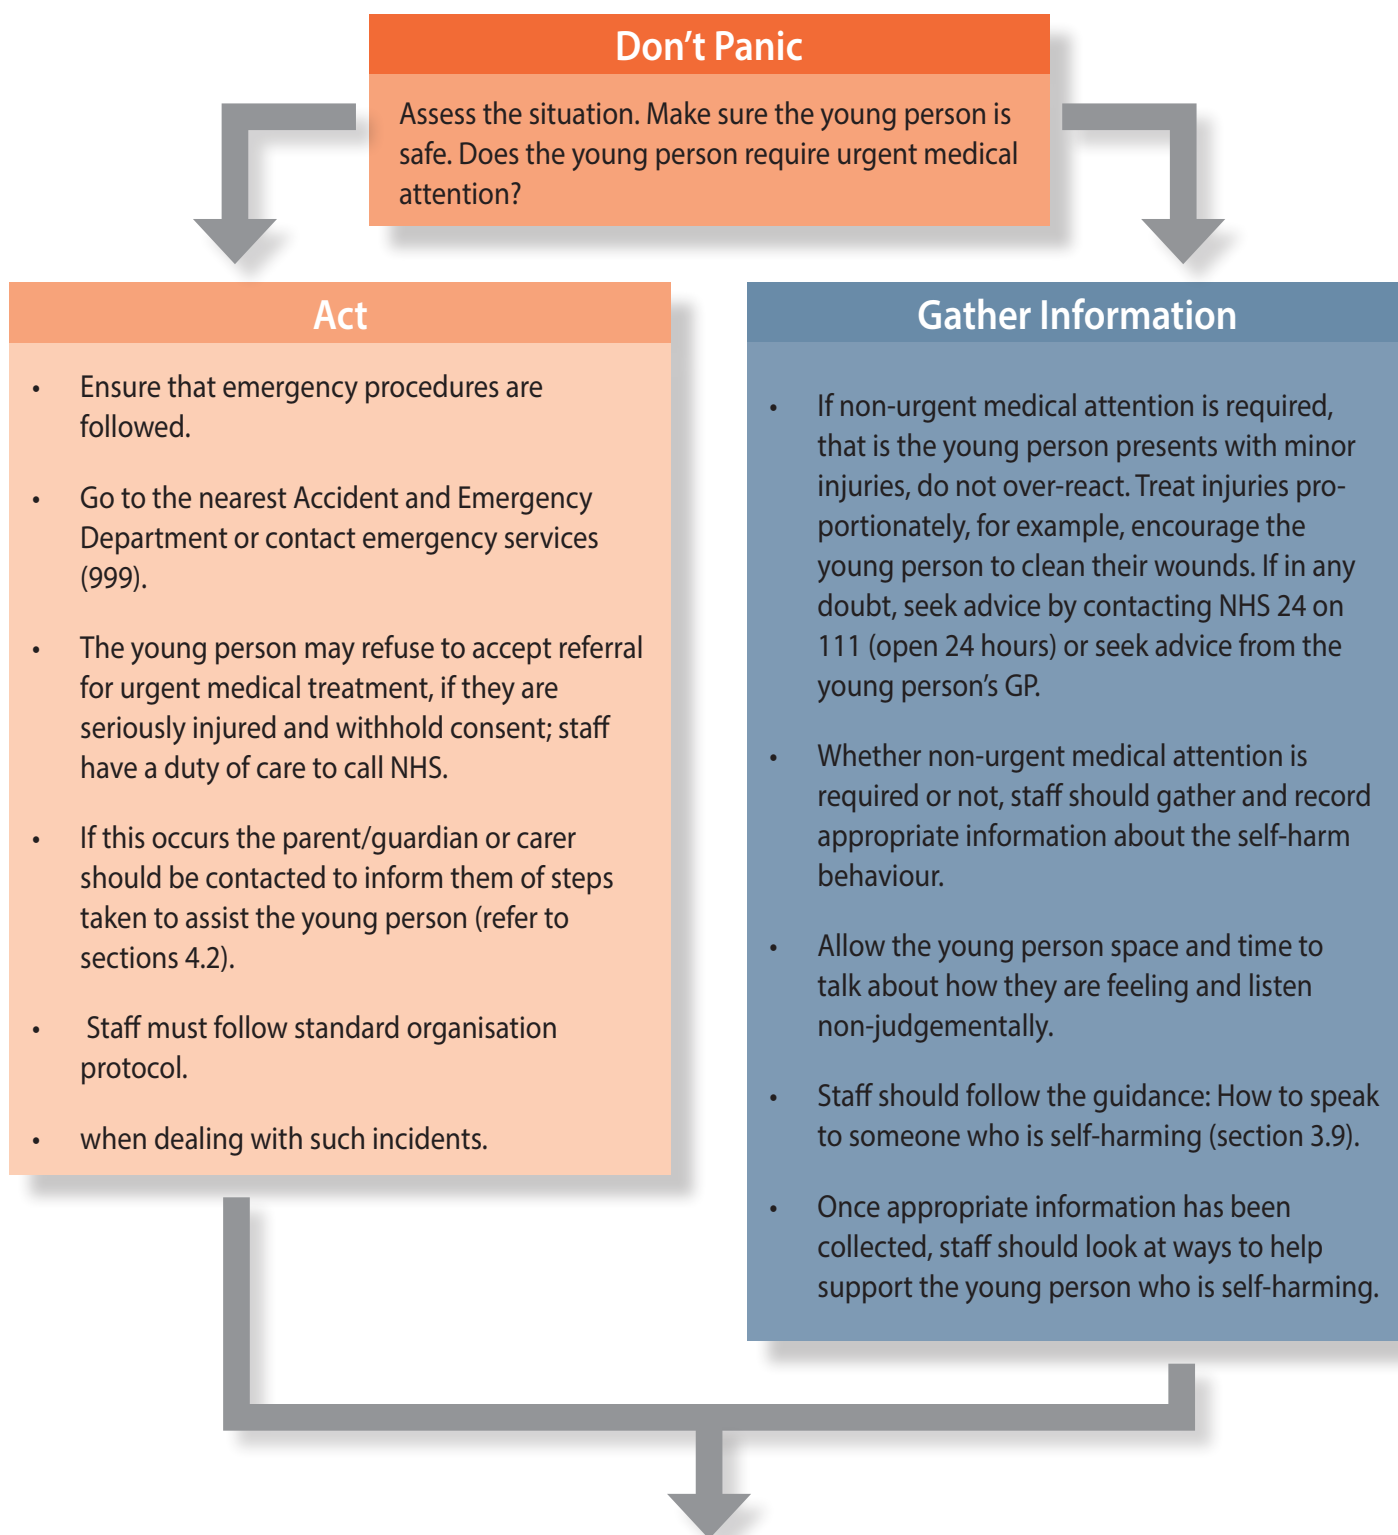 Don’t Panic
Assess the situation. Make sure the young person is
safe. Does the young person require urgent medical
attention?
Act
• Ensure that emergency procedures are
followed.
• Go to the nearest Accident and Emergency
Department or contact emergency services
(999).
• The young person may refuse to accept referral
for urgent medical treatment, if they are
seriously injured and withhold consent; staff
have a duty of care to call NHS.
• If this occurs the parent/guardian or carer
should be contacted to inform them of steps
taken to assist the young person (refer to
sections 4.2).
• Staff must follow standard organisation
protocol.
• when dealing with such incidents.
Gather Information
• If non-urgent medical attention is required,
that is the young person presents with minor
injuries, do not over-react. Treat injuries pro-
portionately, for example, encourage the
young person to clean their wounds. If in any
doubt, seek advice by contacting NHS 24 on
111 (open 24 hours) or seek advice from the
young person’s GP.
• Whether non-urgent medical attention is
required or not, staff should gather and record
appropriate information about the self-harm
behaviour.
• Allow the young person space and time to
talk about how they are feeling and listen
non-judgementally.
• Staff should follow the guidance: How to speak
to someone who is self-harming (section 3.9).
• Once appropriate information has been
collected, staff should look at ways to help
support the young person who is self-harming.